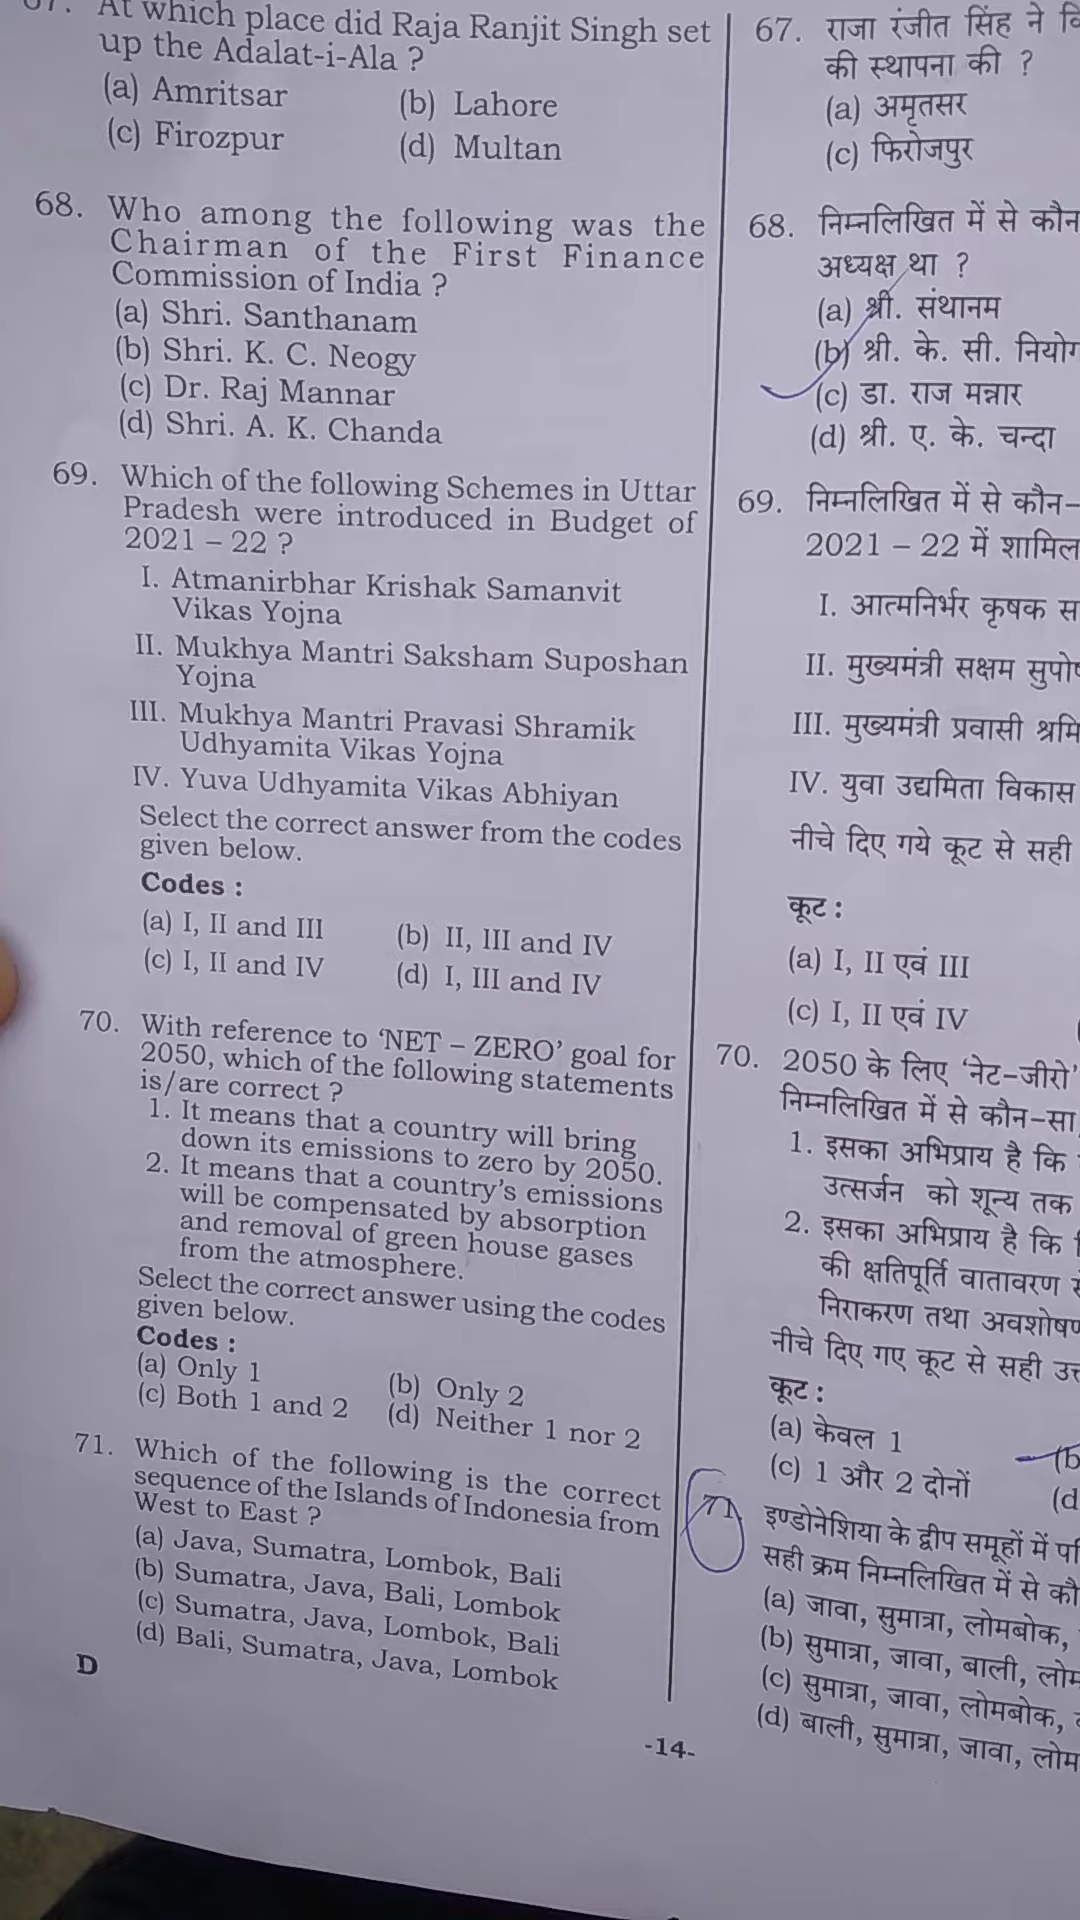 At which place did Raja Ranjit Singh set
up the Adalat-i-Ala ?
(a) Amritsar (b) Lahore
(c) Firozpur (d) Multan
68. Who among the following was the
Chairman of the First Finance
Commission of India ?
(a) Shri. Santhanam
(b) Shri. K. C. Neogy
(c) Dr. Raj Mannar
(d) Shri. A. K. Chanda
69. Which of the following Schemes in Uttar
Pradesh were introduced in Budget of
2021 – 22 ?
I. Atmanirbhar Krishak Samanvit
Vikas Yojna
II. Mukhya Mantri Saksham Suposhan
Yojna
III. Mukhya Mantri Pravasi Shramik
Udhyamita Vikas Yojna
IV. Yuva Udhyamita Vikas Abhiyan
Select the correct answer from the codes
given below.
Codes :
(a) I, II and III (b) II, III and IV
(c) I, II and IV (d) I, III and IV
70. With reference to ‘NET – ZERO’ goal for
2050, which of the following statements
is/are correct ?
1. It means that a country will bring
down its emissions to zero by 2050.
2. It means that a country’s emissions
will be compensated by absorption
and removal of green house gases
from the atmosphere.
Select the correct answer using the codes
given below.
Codes :
(a) Only 1 (b) Only 2
(c) Both 1 and 2 (d) Neither 1 nor 2
71. Which of the following is the correct
sequence of the Islands of Indonesia from
West to East ?
(a) Java, Sumatra, Lombok, Bali
(b) Sumatra, Java, Bali, Lombok
(c) Sumatra, Java, Lombok, Bali
(d) Bali, Sumatra, Java, Lombok
D
67. राजा रंजीत सिंह ने
की स्थापना की ?
(a) अमृतसर
(c) फिरोजपुर
68. निम्नलिखित में से कौन
अध्यक्ष था ?
(a) श्री. संथानम
(b) श्री. के. सी.
(c) डा. राज मन्नार
(d) श्री. ए. के. चन्दा
69. निम्नलिखित में से कौन–
2021 – 22 में शामिल
I. आत्मनिर्भर कृषक
II. मुख्यमंत्री सक्षम
III. मुख्यमंत्री प्रवासी
IV. युवा उद्यमिता विकास
नीचे दिए गये कूट से सही
कूट :
(a) I, II एवं III
(c) I, II एवं IV
70. 2050 के लिए ‘नेट–जीरो’
निम्नलिखित में से कौन–सा
1. इसका अभिप्राय है कि
उत्सर्जन को शून्य तक
2. इसका अभिप्राय है कि
की क्षतिपूर्ति वातावरण
निराकरण तथा
नीचे दिए गए कूट से सही
कूट :
(a) केवल 1 (b
(c) 1 और 2 दोनों (d
71. इण्डोनेशिया के द्वीप समूहों में
सही क्रम निम्नलिखित में से
(a) जावा, सुमात्रा, लोमबोक,
(b) सुमात्रा, जावा, बाली,
(c) सुमात्रा, जावा, लोमबोक,
(d) बाली, सुमात्रा, जावा,
-14-